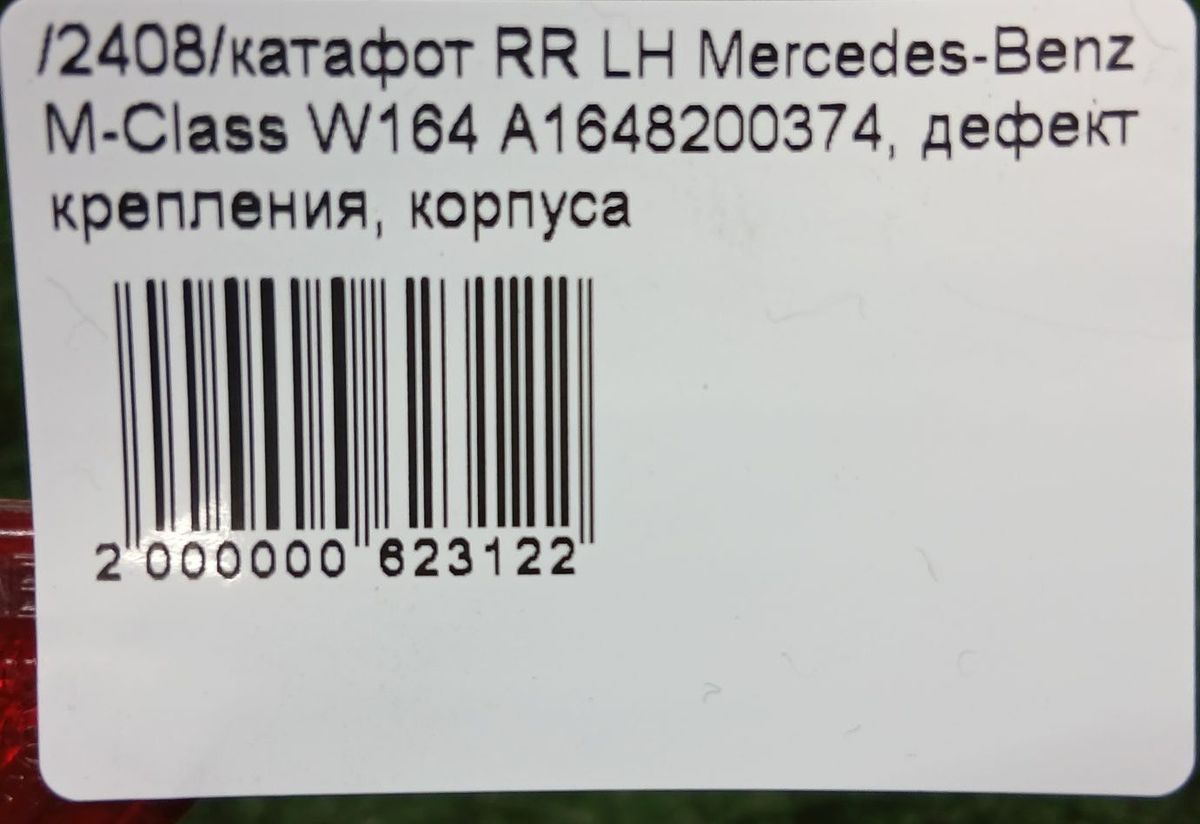 /2408/катафот RR LH Mercedes-Benz
M-Class W164 A1648200374, дефект
крепления, корпуса
2 000000 623122